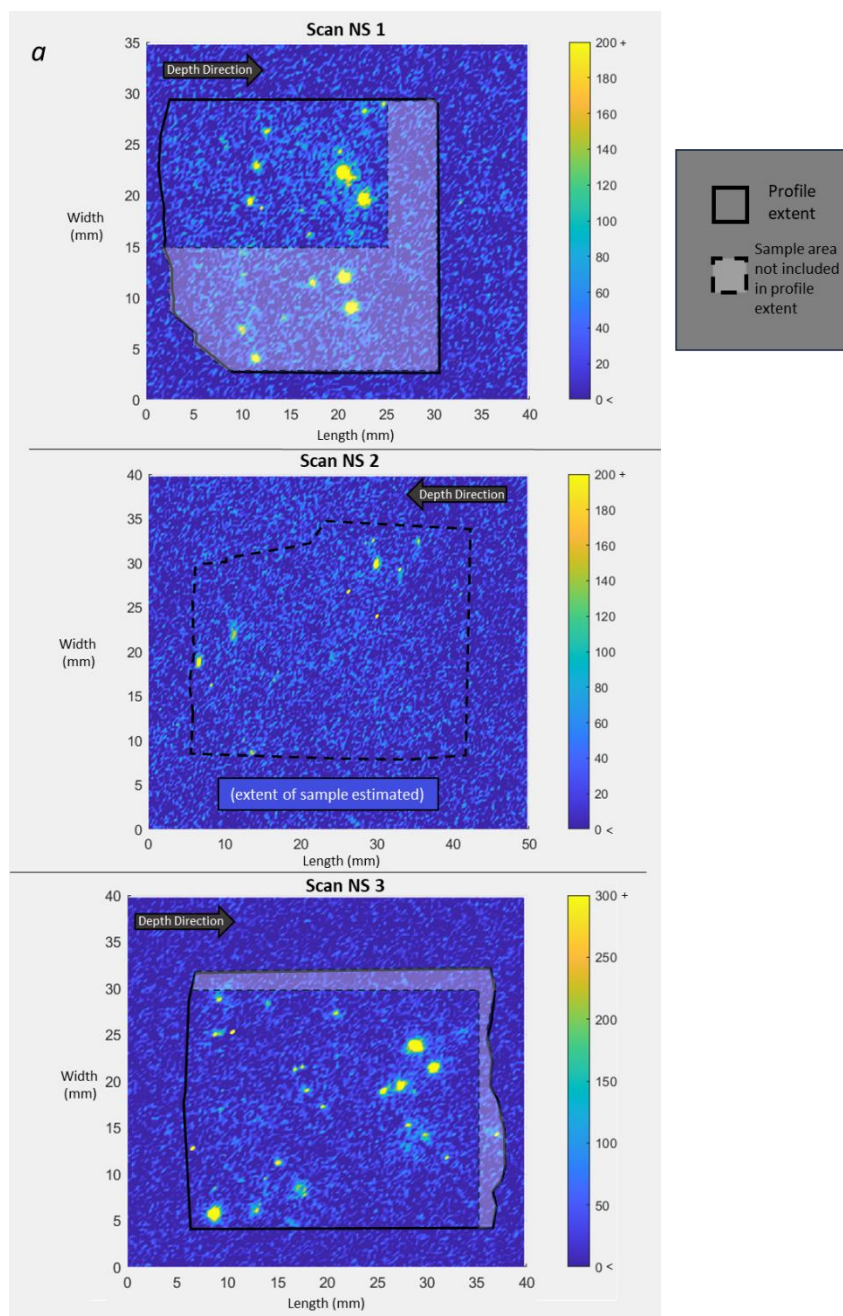 a
Scan NS 1
Depth Direction
35
30
25
20
15
10
5
0
Width
(mm)
0 5 10 15 20 25 30 35 40
Length (mm)
200 +
180
160
140
120
100
80
60
40
20
0 <
Profile
extent
Sample area
not included
in profile
extent
Scan NS 2
Depth Direction
40
35
30
25
20
15
10
5
0
Width
(mm)
(extent of sample estimated)
0 10 20 30 40 50
Length (mm)
200 +
180
160
140
120
100
80
60
40
20
0 <
Scan NS 3
Depth Direction
40
35
30
25
20
15
10
5
0
Width
(mm)
0 10 20 30 40
Length (mm)
300 +
250
200
150
100
50
0 <